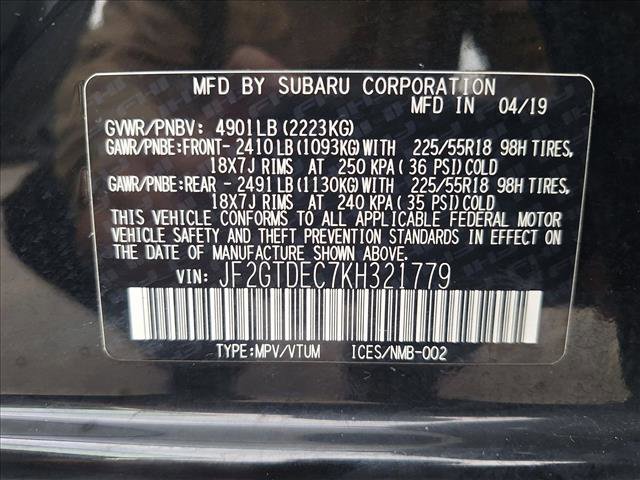 MFD BY SUBARU CORPORATION
MFD IN 04/19
GVWR/PNBV: 4901LB(2223KG)
GAWR/PNBE:FRONT- 2410LB(1093KG)WITH 225/55R18 98H TIRES,
18X7J RIMS AT 250 KPA( 36 PSI)COLD
GAWR/PNBE:REAR - 2491LB(1130KG)WITH 225/55R18 98H TIRES,
18X7J RIMS AT 240 KPA( 35 PSI)COLD
THIS VEHICLE CONFORMS TO ALL APPLICABLE FEDERAL MOTOR
VEHICLE SAFETY AND THEFT PREVENTION STANDARDS IN EFFECT ON
THE DATE OF MANUFACTURE SHOWN ABOVE.
VIN: JF2GTDEC7KH321779
TYPE:MPV/VTUM ICES/NMB-002